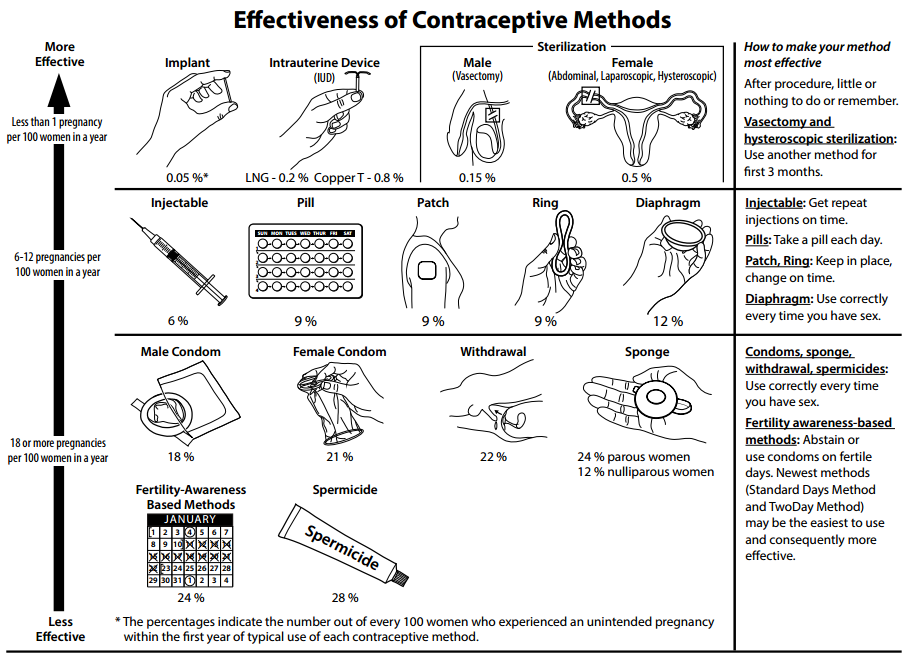 Effectiveness of Contraceptive Methods
More
Effective
Less than 1 pregnancy
per 100 women in a year
6-12 pregnancies per
100 women in a year
18 or more pregnancies
per 100 women in a year
Less
Effective
Implant
0.05 %*
Intrauterine Device
(IUD)
LNG - 0.2 % Copper T - 0.8 %
Sterilization
Male
(Vasectomy)
0.15 %
Female
(Abdominal, Laparoscopic, Hysteroscopic)
0.5 %
How to make your method
most effective
After procedure, little or
nothing to do or remember.
Vasectomy and
hysteroscopic sterilization:
Use another method for
first 3 months.
Injectable
6 %
Pill
SUN MON TUES WED THUR FRI SAT
1
2
3
4
9 %
Patch
9 %
Ring
9 %
Diaphragm
12 %
Injectable: Get repeat
injections on time.
Pills: Take a pill each day.
Patch, Ring: Keep in place,
change on time.
Diaphragm: Use correctly
every time you have sex.
Male Condom
18 %
Female Condom
21 %
Withdrawal
22 %
Sponge
24 % parous women
12 % nulliparous women
Fertility-Awareness
Based Methods
JANUARY
1 2 3 4 5 6 7
8 9 10 11 12 13 14
15 16 17 18 19 20 21
22 23 24 25 26 27 28
29 30 31 1 2 3 4
24 %
Spermicide
Spermicide
28 %
Condoms, sponge,
withdrawal, spermicides:
Use correctly every time
you have sex.
Fertility awareness-based
methods: Abstain or
use condoms on fertile
days. Newest methods
(Standard Days Method
and TwoDay Method)
may be the easiest to use
and consequently more
effective.
* The percentages indicate the number out of every 100 women who experienced an unintended pregnancy
within the first year of typical use of each contraceptive method.